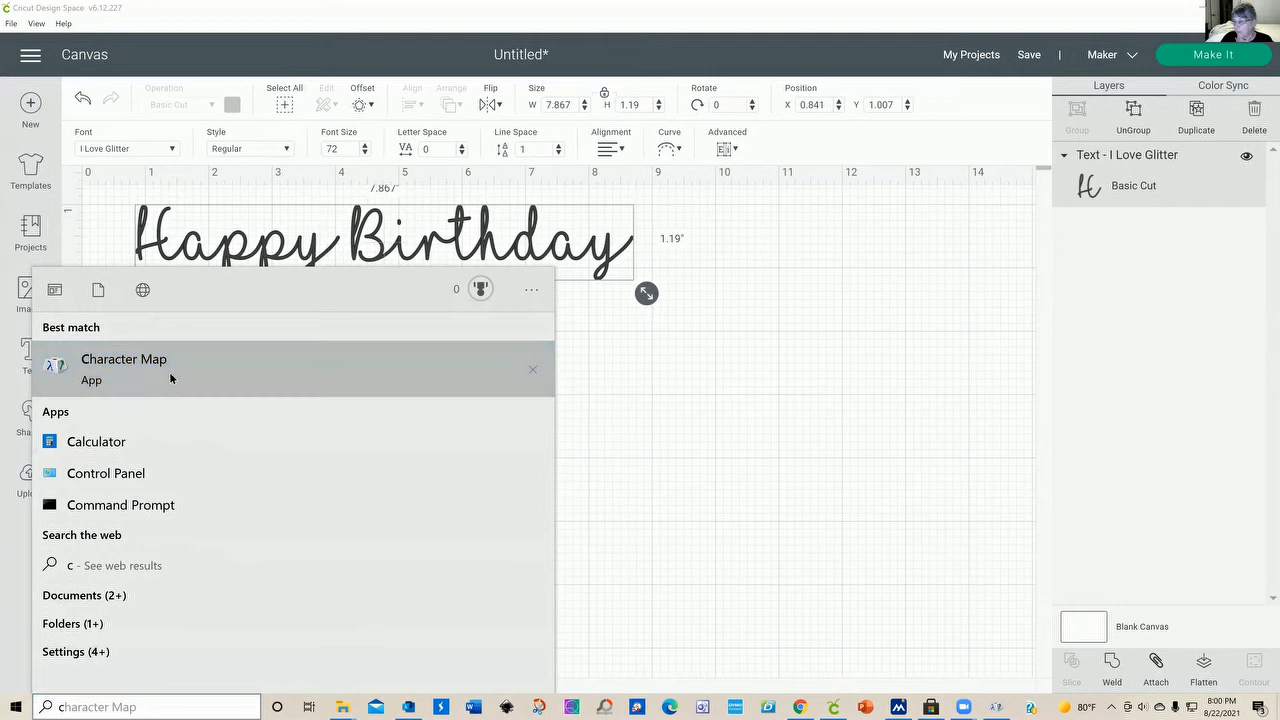 Cricut Design Space v6.12.227
File View Help
Canvas
Untitled*
My Projects Save | Maker Make It
Operation
Basic Cut
Select All
Edit
Offset
Align
Arrange
Flip
Size
W 7.867 H 1.19
Rotate
0
Position
X 0.841 Y 1.007
Layers Color Sync
New
Font
I Love Glitter
Style
Regular
Font Size
72
Letter Space
VA 0
Line Space
1
Alignment
Curve
Advanced
Group UnGroup Duplicate Delete
Templates
Projects
0 1 2 3 4 5 6 7 8 9 10 11 12 13 14
7.867"
1
Happy Birthday
1.19"
Text - I Love Glitter
Basic Cut
Ima
Te
Sha
Uplo
0
Best match
Character Map
App
Apps
Calculator
Control Panel
Command Prompt
Search the web
c - See web results
Documents (2+)
Folders (1+)
Settings (4+)
Blank Canvas
Slice Weld Attach Flatten Contour
character Map
80°F
8:00 PM
8/22/2021